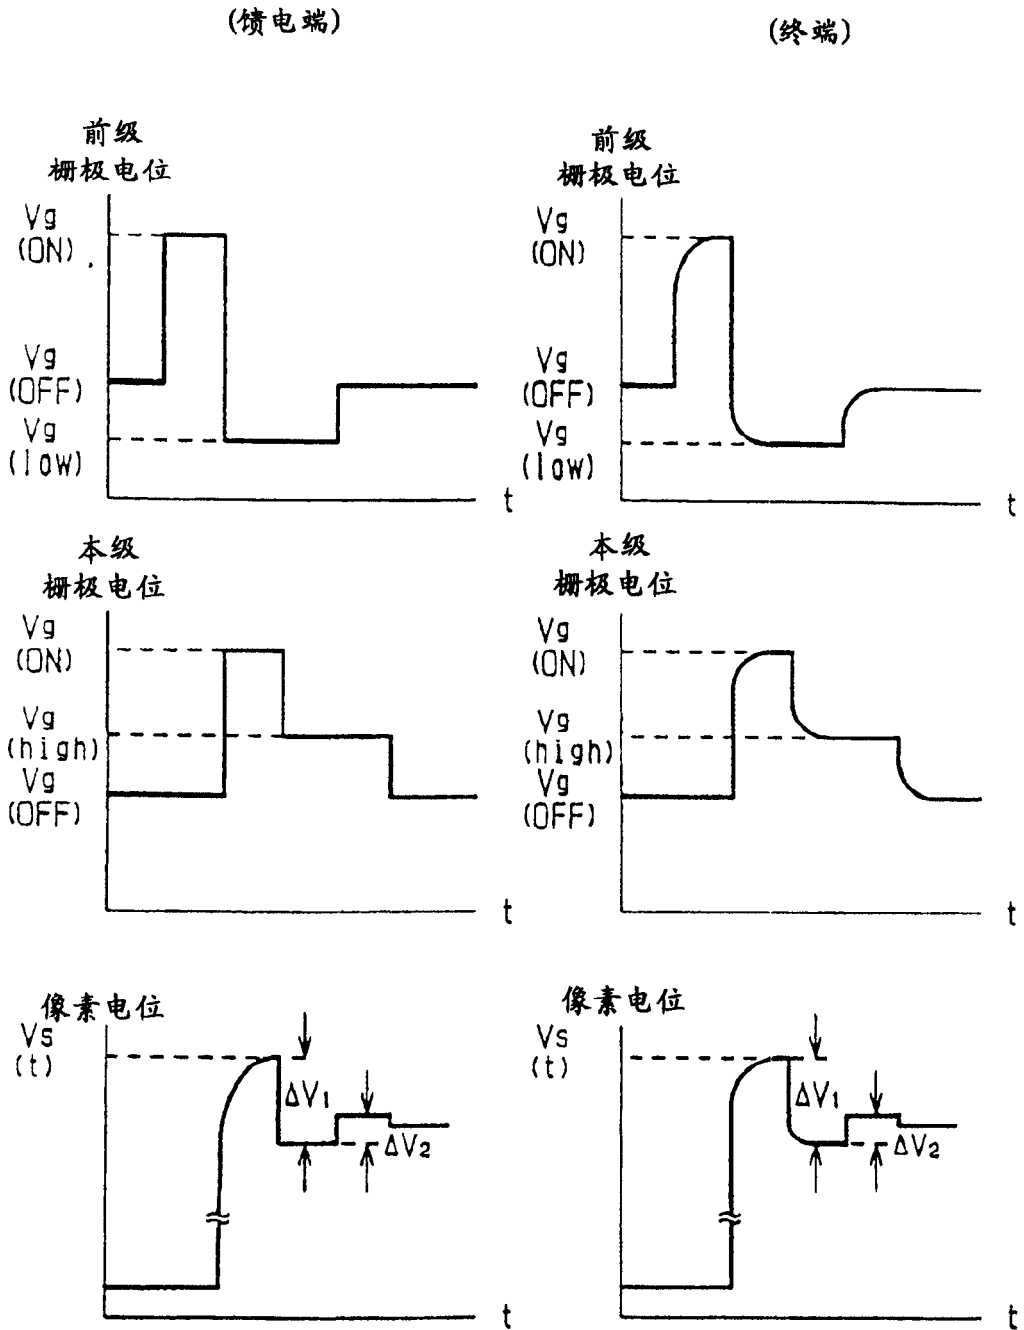 (馈电端)
(终端)
前级
栅极电位
Vg
(ON)
Vg
(OFF)
Vg
(low)
t
前级
栅极电位
Vg
(ON)
Vg
(OFF)
Vg
(low)
t
本级
栅极电位
Vg
(ON)
Vg
(high)
Vg
(OFF)
t
本级
栅极电位
Vg
(ON)
Vg
(high)
Vg
(OFF)
t
像素电位
Vs
(t)
ΔV1
ΔV2
t
像素电位
Vs
(t)
ΔV1
ΔV2
t